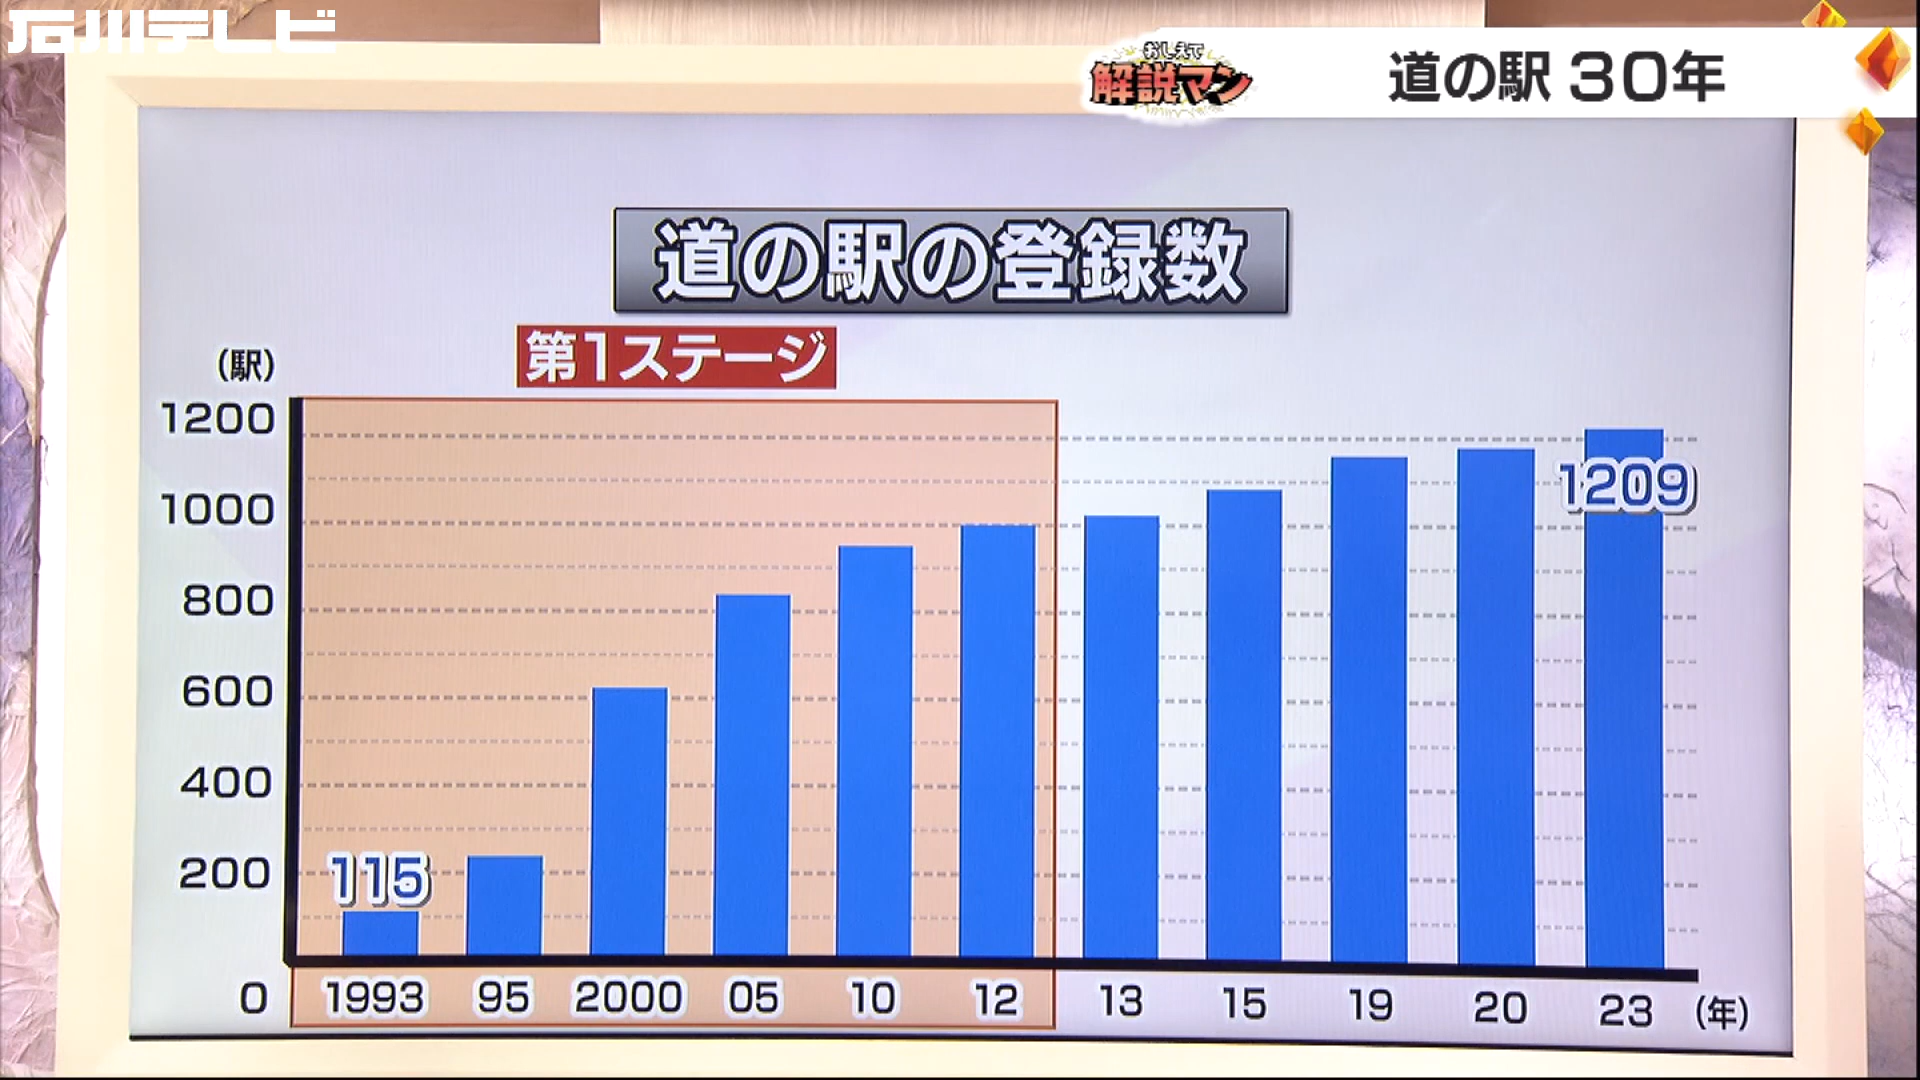 石川テレビ
おしえて
解説マン
道の駅 30年
道の駅の登録数
第1ステージ
(駅)
1200
1000
800
600
400
200
0
115
1209
1993 95 2000 05 10 12 13 15 19 20 23 (年)